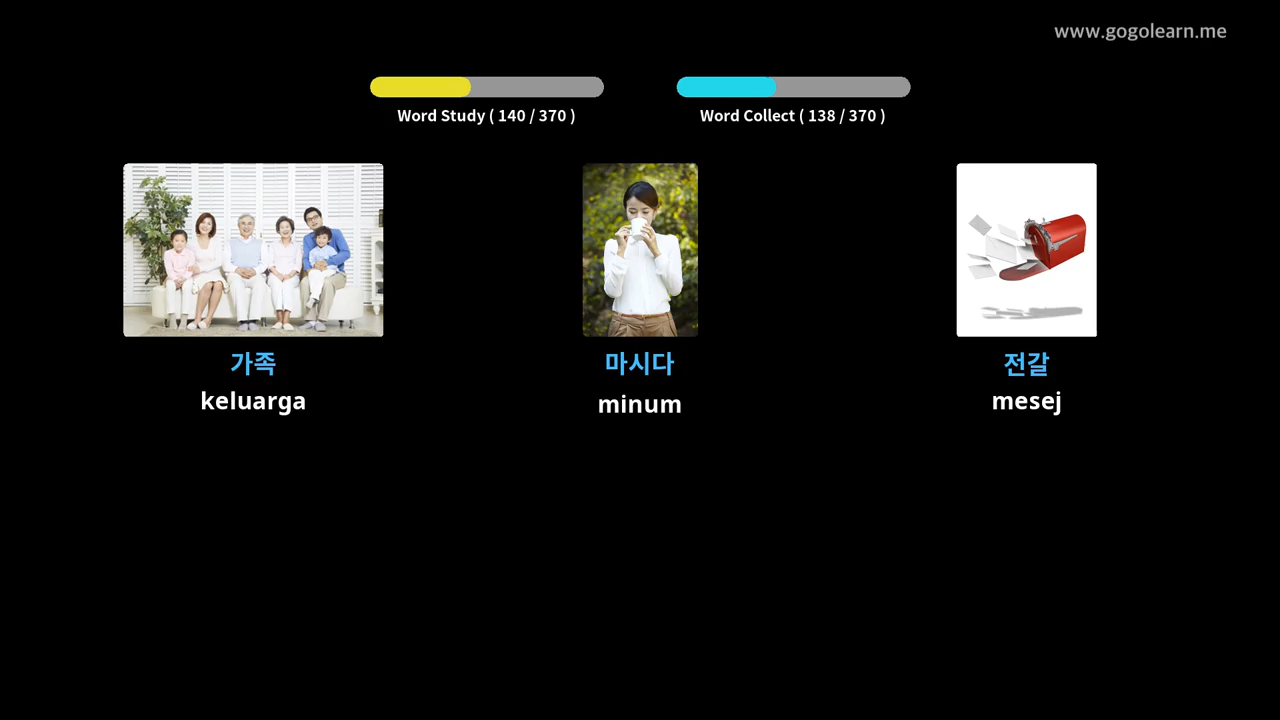 www.gogolearn.me
Word Study ( 140 / 370 )
Word Collect ( 138 / 370 )
가족
마시다
전갈
keluarga
minum
mesej